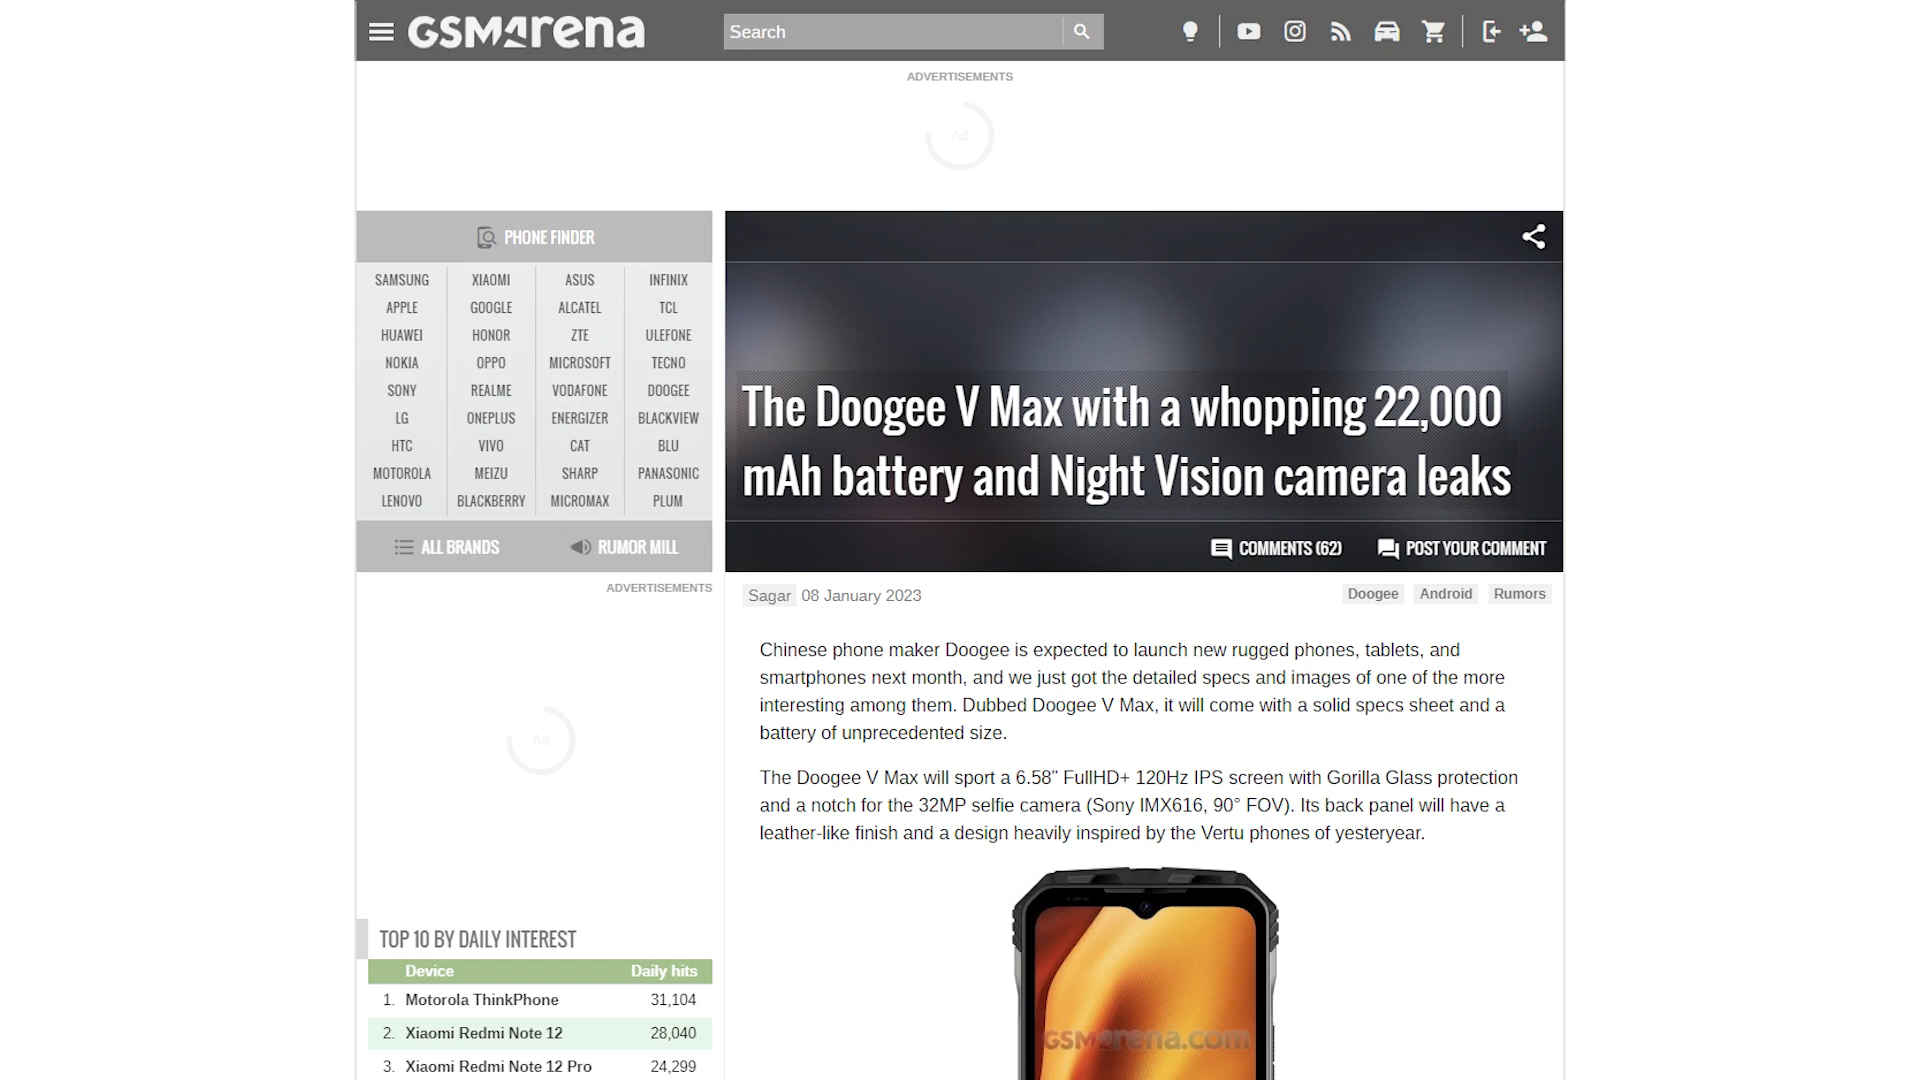 GSMArena
Search
ADVERTISEMENTS
Ad
PHONE FINDER
SAMSUNG XIAOMI ASUS INFINIX
APPLE GOOGLE ALCATEL TCL
HUAWEI HONOR ZTE ULEFONE
NOKIA OPPO MICROSOFT TECNO
SONY REALME VODAFONE DOOGEE
LG ONEPLUS ENERGIZER BLACKVIEW
HTC VIVO CAT BLU
MOTOROLA MEIZU SHARP PANASONIC
LENOVO BLACKBERRY MICROMAX PLUM
ALL BRANDS RUMOR MILL
ADVERTISEMENTS
Ad
TOP 10 BY DAILY INTEREST
Device Daily hits
1. Motorola ThinkPhone 31,104
2. Xiaomi Redmi Note 12 28,040
3. Xiaomi Redmi Note 12 Pro 24,299
The Doogee V Max with a whopping 22,000
mAh battery and Night Vision camera leaks
COMMENTS (62) POST YOUR COMMENT
Sagar 08 January 2023 Doogee Android Rumors
Chinese phone maker Doogee is expected to launch new rugged phones, tablets, and
smartphones next month, and we just got the detailed specs and images of one of the more
interesting among them. Dubbed Doogee V Max, it will come with a solid specs sheet and a
battery of unprecedented size.
The Doogee V Max will sport a 6.58" FullHD+ 120Hz IPS screen with Gorilla Glass protection
and a notch for the 32MP selfie camera (Sony IMX616, 90° FOV). Its back panel will have a
leather-like finish and a design heavily inspired by the Vertu phones of yesteryear.
GSMArena.com